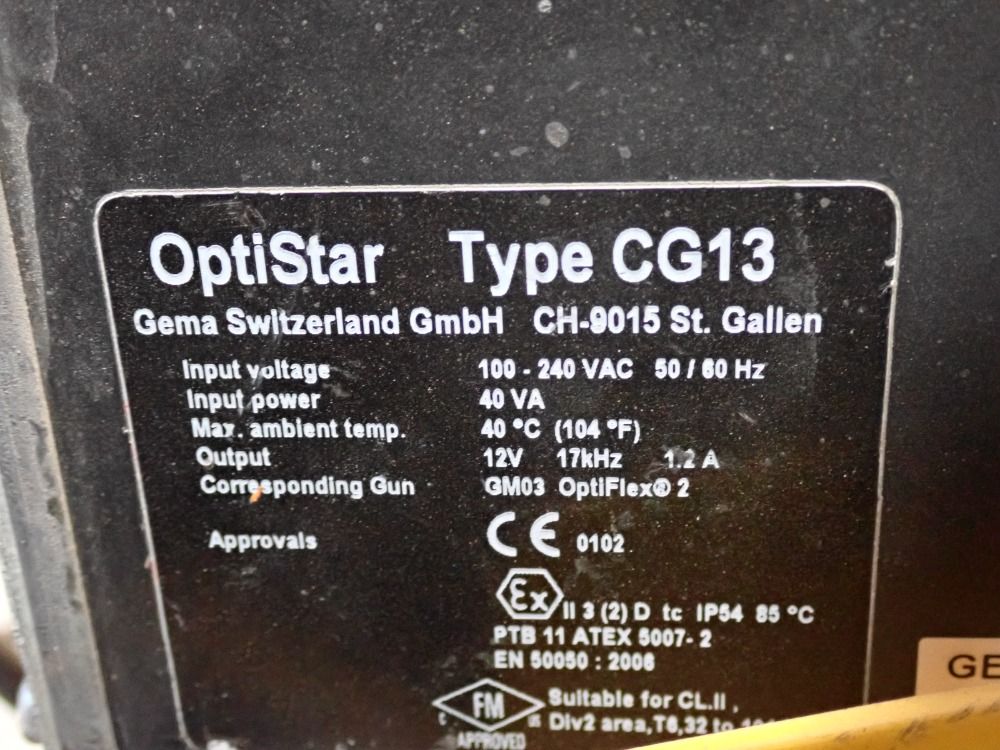 OptiStar Type CG13
Gema Switzerland GmbH CH-9015 St. Gallen
Input voltage 100 - 240 VAC 50 / 60 Hz
Input power 40 VA
Max. ambient temp. 40 °C (104 °F)
Output 12V 17kHz 1.2 A
Corresponding Gun GM03 OptiFlex® 2
Approvals CE 0102
Ex II 3 (2) D tc IP54 85 °C
PTB 11 ATEX 5007- 2
EN 50050 : 2006
FM Suitable for CL.II ,
C US Div2 area,T6,32 to
APPROVED
GE